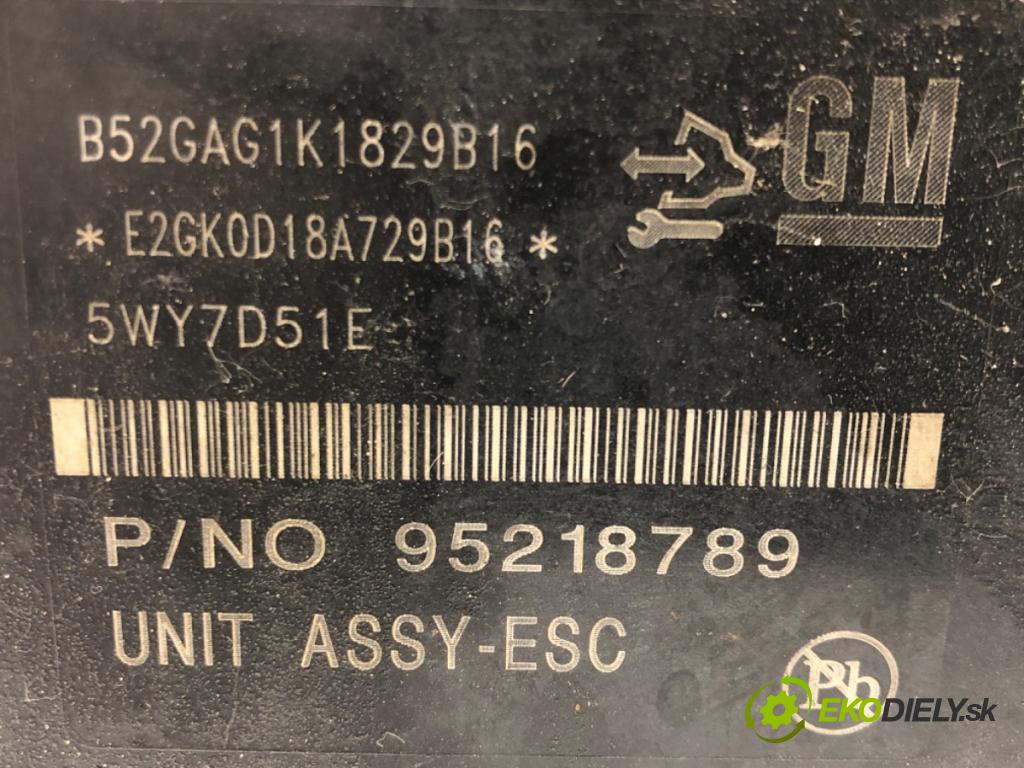 B52GAG1K1829B16
GM
*E2GK0D18A729B16*
5WY7D51E
P/NO 95218789
UNIT ASSY-ESC
Pb
EKODIELY.sk